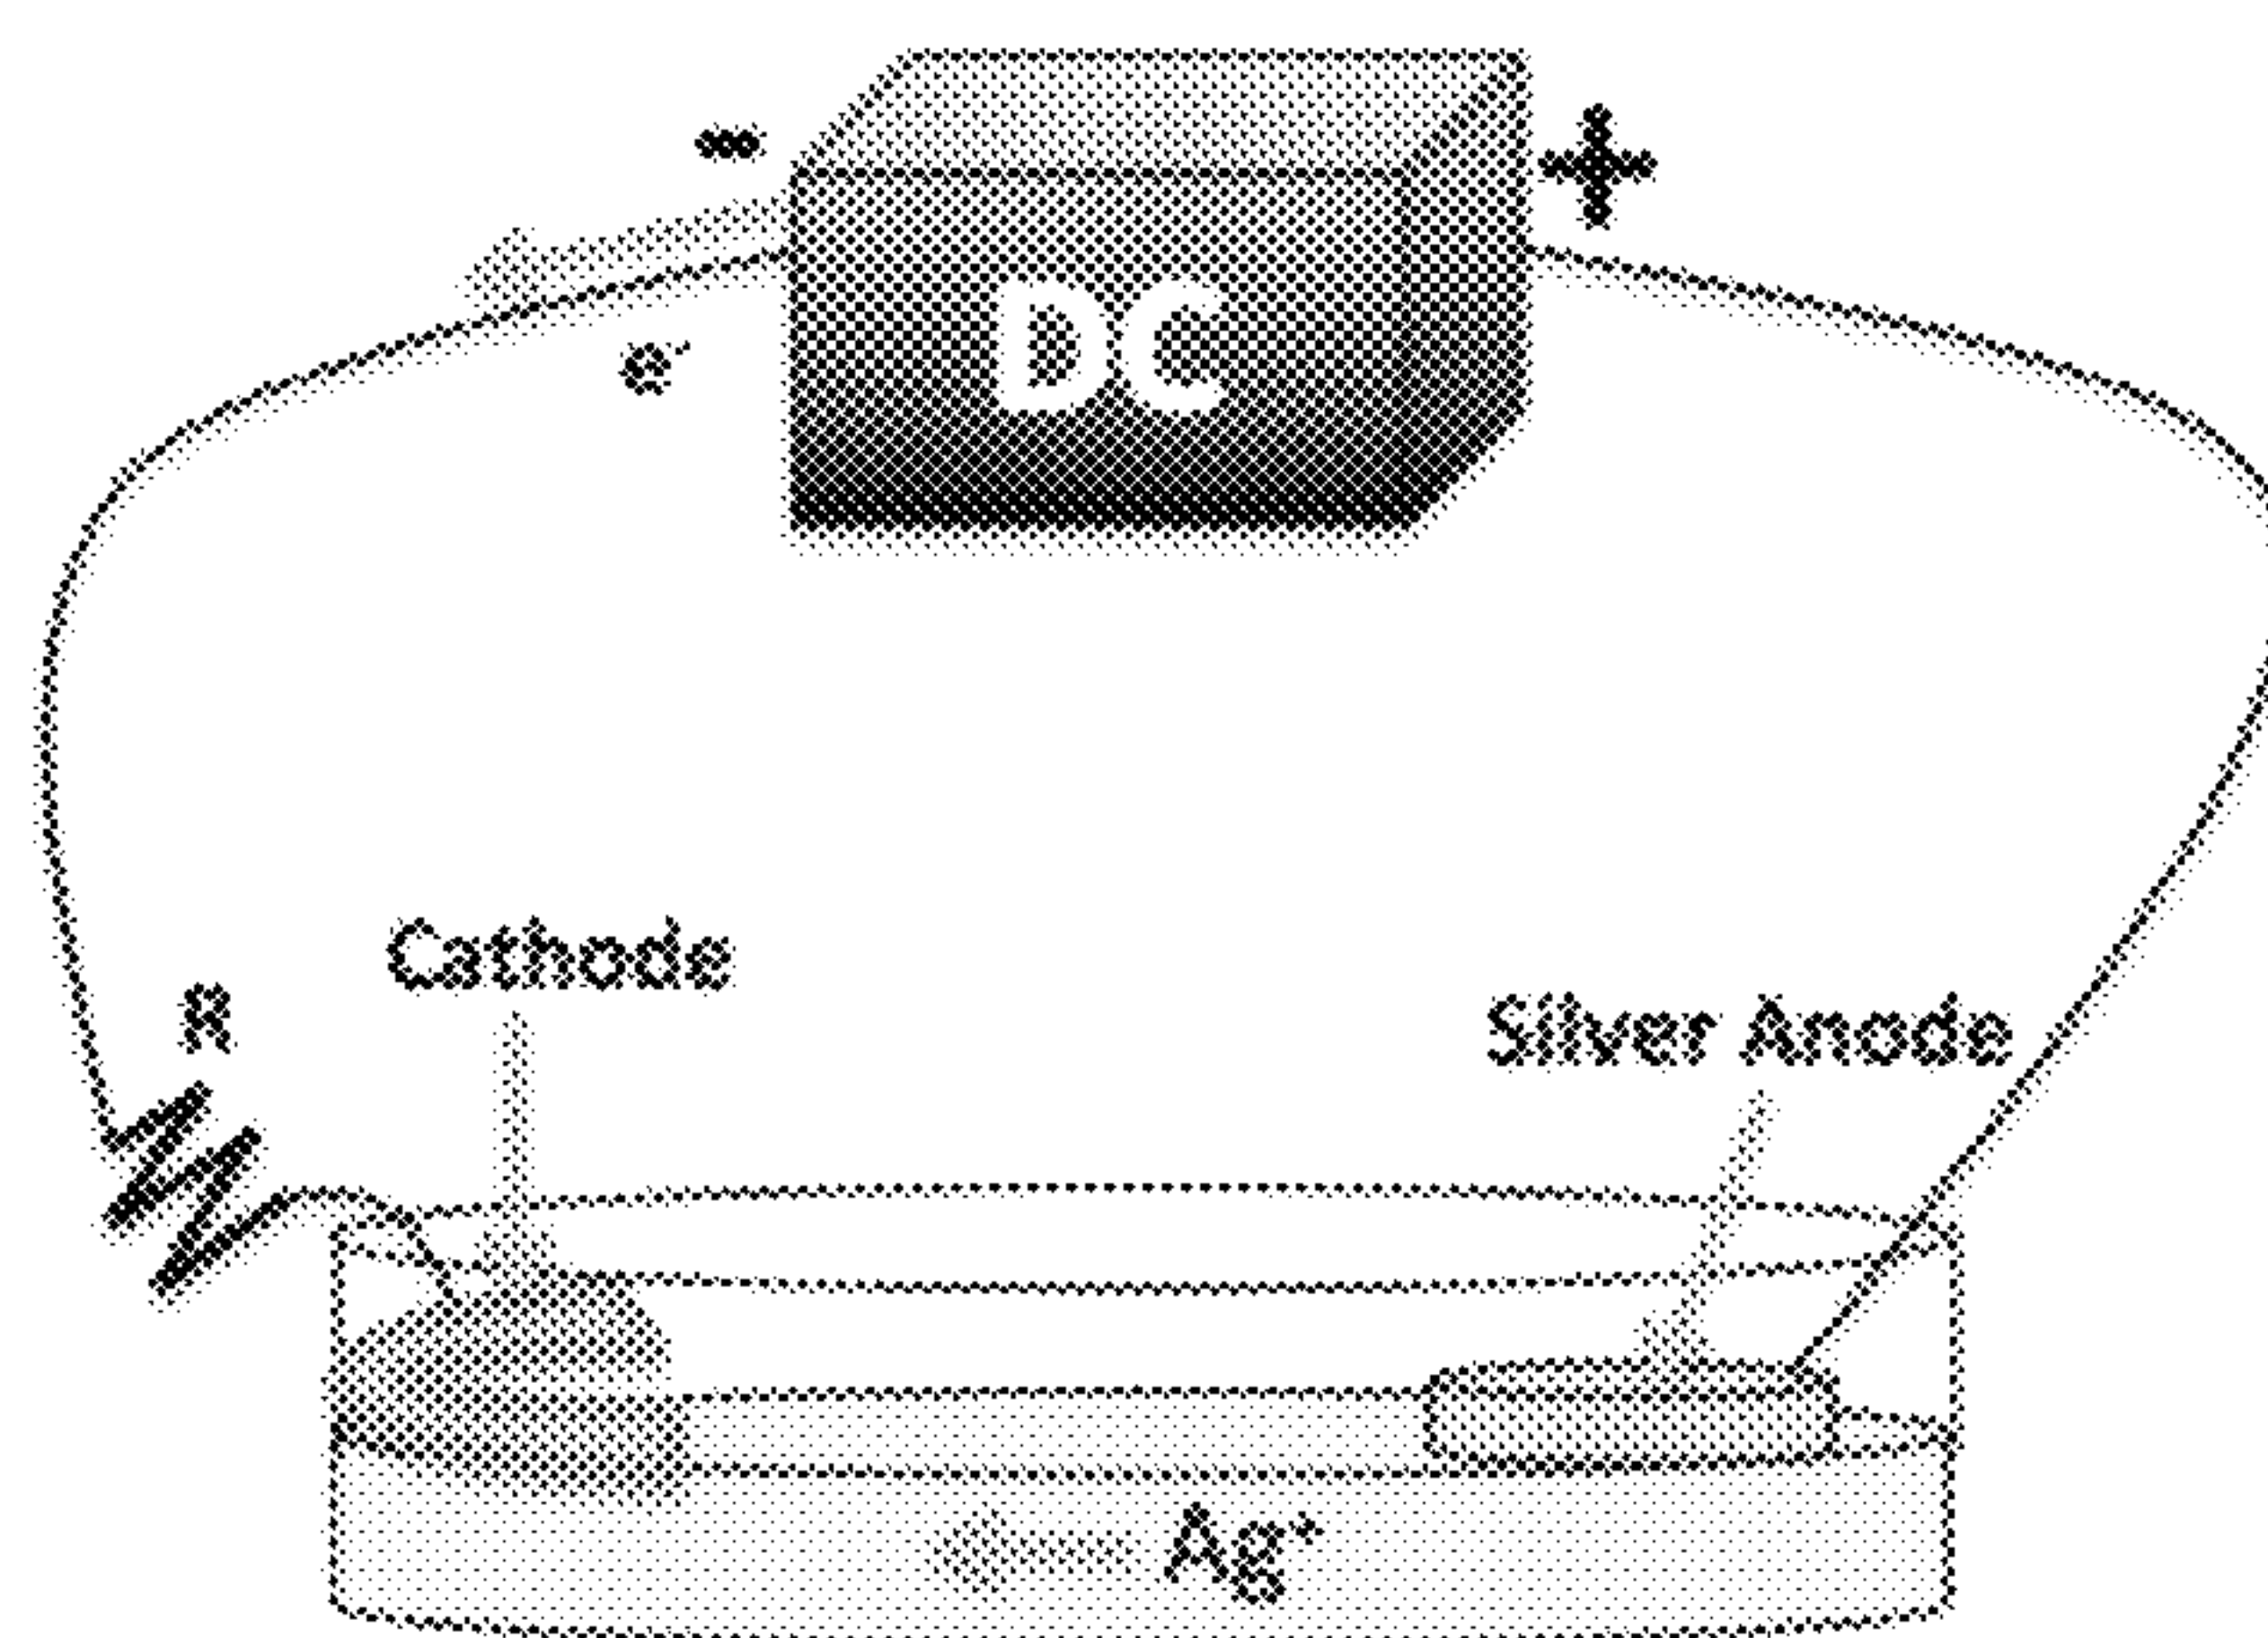 - +
DC
e⁻
Cathode
R
Silver Anode
Ag⁺